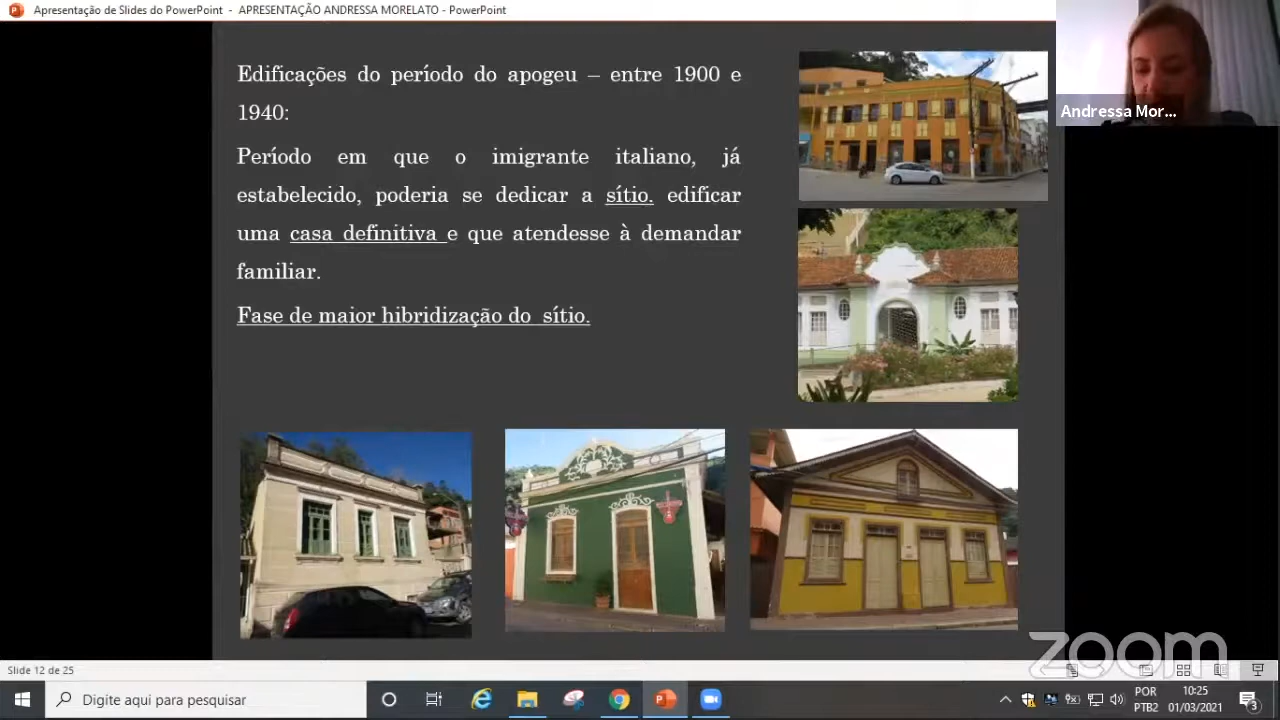 Apresentação de Slides do PowerPoint - APRESENTAÇÃO ANDRESSA MORELATO - PowerPoint
Edificações do período do apogeu – entre 1900 e
1940:
Período em que o imigrante italiano, já
estabelecido, poderia se dedicar a sítio. edificar
uma casa definitiva e que atendesse à demandar
familiar.
Fase de maior hibridização do sítio.
Andressa Mor...
zoom
Slide 12 de 25
Digite aqui para pesquisar
POR
PTB2
10:25
01/03/2021
3